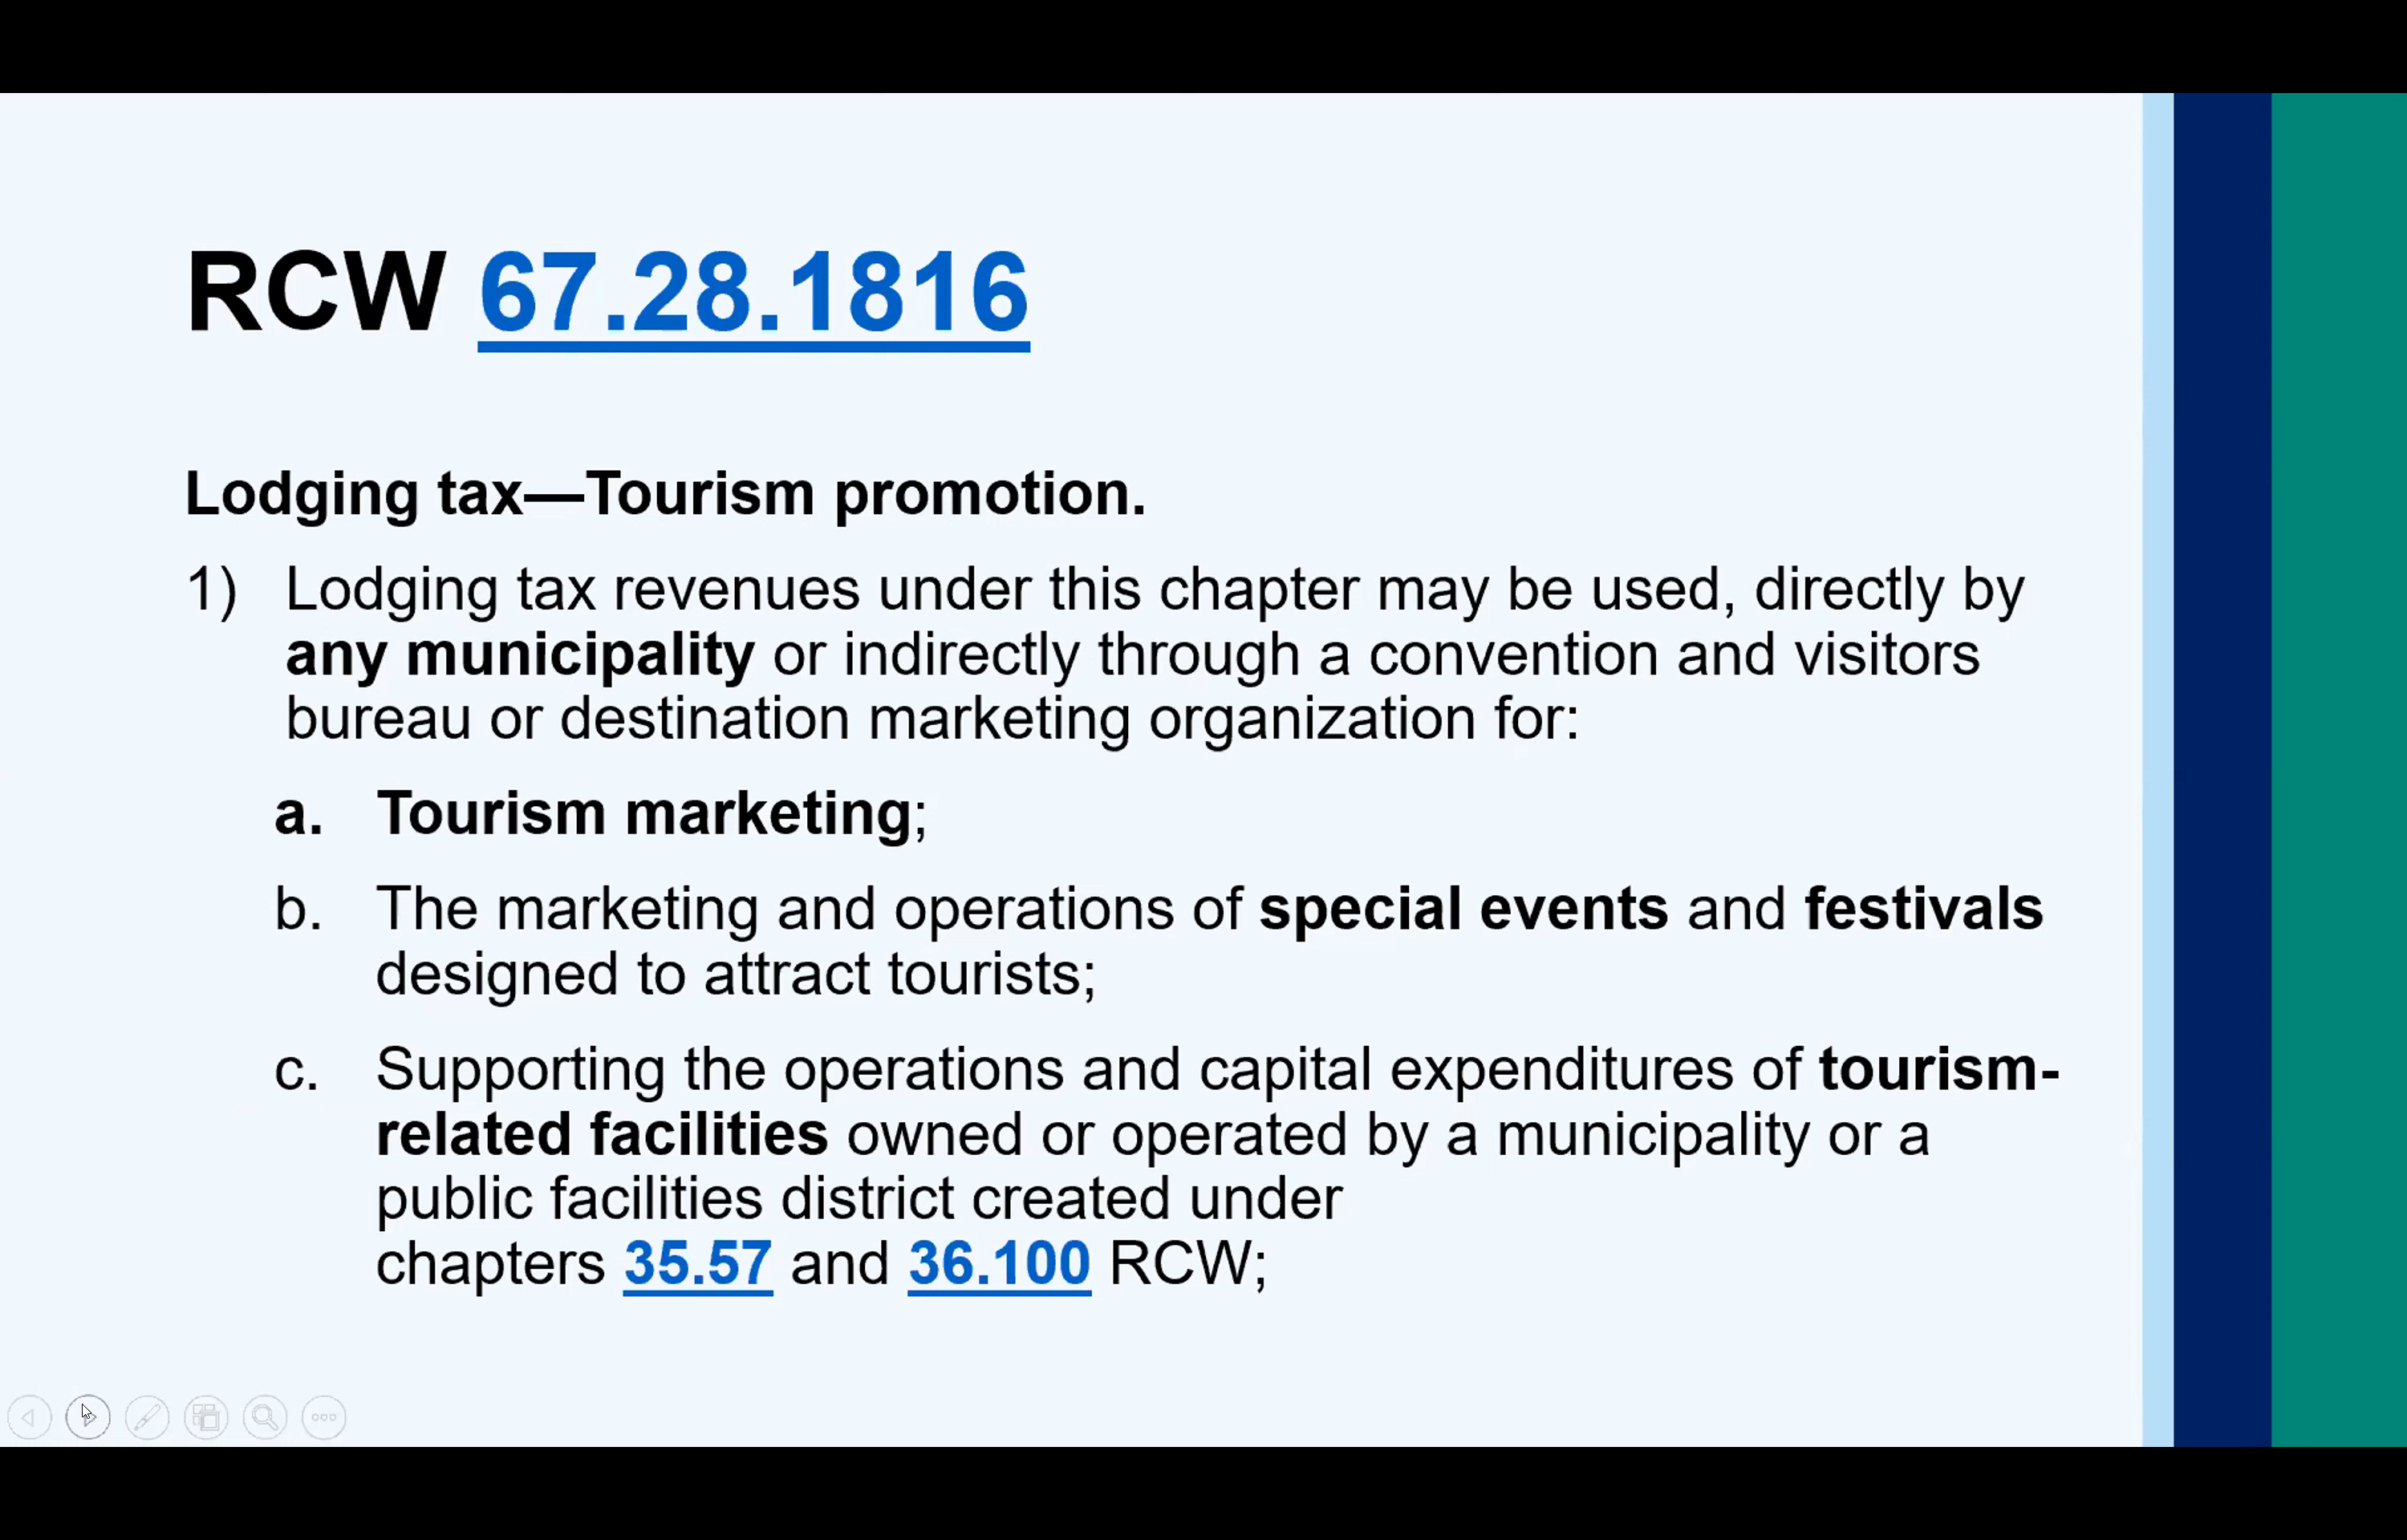 RCW 67.28.1816
Lodging tax—Tourism promotion.
1) Lodging tax revenues under this chapter may be used, directly by
any municipality or indirectly through a convention and visitors
bureau or destination marketing organization for:
a. Tourism marketing;
b. The marketing and operations of special events and festivals
designed to attract tourists;
c. Supporting the operations and capital expenditures of tourism-
related facilities owned or operated by a municipality or a
public facilities district created under
chapters 35.57 and 36.100 RCW;